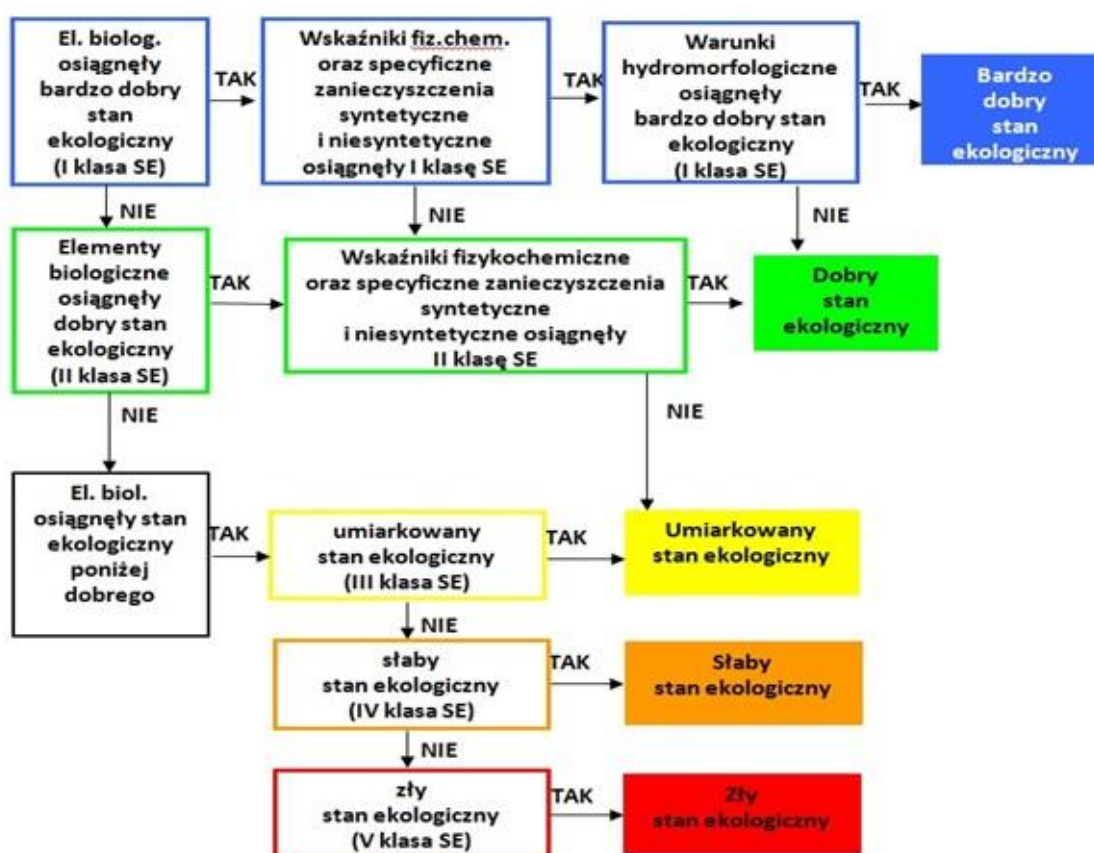 El. biolog.
osiągnęły
bardzo dobry
stan
ekologiczny
(I klasa SE)
TAK
Wskaźniki fiz.chem.
oraz specyficzne
zanieczyszczenia
syntetyczne
i niesyntetyczne
osiągnęły I klasę SE
TAK
Warunki
hydromorfologiczne
osiągnęły
bardzo dobry stan
ekologiczny
(I klasa SE)
TAK
Bardzo
dobry
stan
ekologiczny
NIE
NIE
NIE
Elementy
biologiczne
osiągnęły
dobry stan
ekologiczny
(II klasa SE)
TAK
Wskaźniki fizykochemiczne
oraz specyficzne zanieczyszczenia
syntetyczne
i niesyntetyczne osiągnęły
II klasę SE
TAK
Dobry
stan
ekologiczny
NIE
NIE
El. biol.
osiągnęły stan
ekologiczny
poniżej
dobrego
TAK
umiarkowany
stan ekologiczny
(III klasa SE)
TAK
Umiarkowany
stan ekologiczny
NIE
słaby
stan ekologiczny
(IV klasa SE)
TAK
Słaby
stan ekologiczny
NIE
zły
stan ekologiczny
(V klasa SE)
TAK
Zły
stan ekologiczny